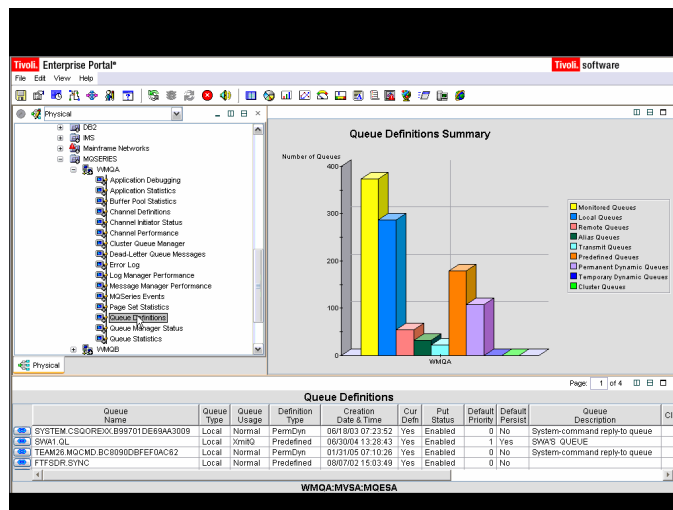 Tivoli. Enterprise Portal*
Tivoli. software
File Edit View Help
Physical
DB2
IMS
Mainframe Networks
MQSERIES
WMQA
Application Debugging
Application Statistics
Buffer Pool Statistics
Channel Definitions
Channel Initiator Status
Channel Performance
Cluster Queue Manager
Dead-Letter Queue Messages
Error Log
Log Manager Performance
Message Manager Performance
MQSeries Events
Page Set Statistics
Queue Definitions
Queue Manager Status
Queue Statistics
WMQB
Physical
Queue Definitions Summary
Number of Queues
400
300
200
100
0
WMQA
Monitored Queues
Local Queues
Remote Queues
Alias Queues
Transmit Queues
Predefined Queues
Permanent Dynamic Queues
Temporary Dynamic Queues
Cluster Queues
Page: 1 of 4
Queue Definitions
Queue Name Queue Type Queue Usage Definition Type Creation Date & Time Cur Defn Put Status Default Priority Default Persist Queue Description Cl
SYSTEM.CSQOREXX.B99701DE69AA3009 Local Normal PermDyn 06/18/03 07:23:52 Yes Enabled 0 No System-command reply-to queue
SWA1.QL Local XmitQ Predefined 06/30/04 13:28:43 Yes Enabled 1 Yes SWA'S QUEUE
TEAM26.MQCMD.BC8090DBFEF0AC62 Local Normal PermDyn 01/31/05 07:10:26 Yes Enabled 0 No System-command reply-to queue
FTFSDR.SYNC Local Normal Predefined 08/07/02 15:03:49 Yes Enabled 0 No
WMQA:MVSA:MQESA